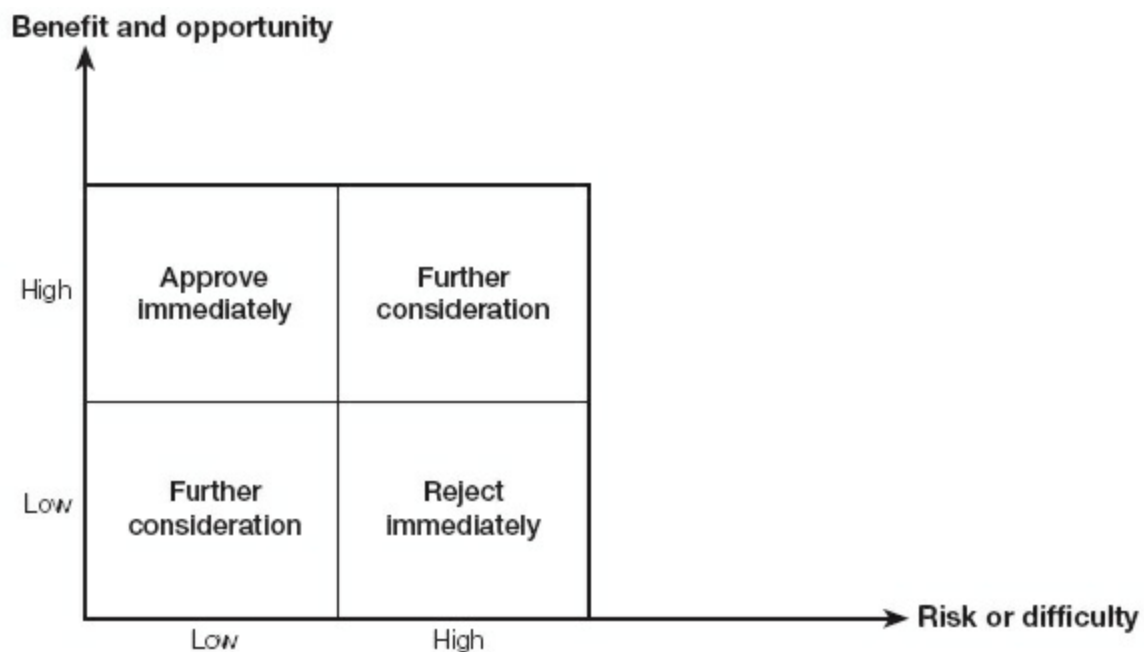 Benefit and opportunity
High
Approve
immediately
Further
consideration
Low
Further
consideration
Reject
immediately
Low
High
Risk or difficulty